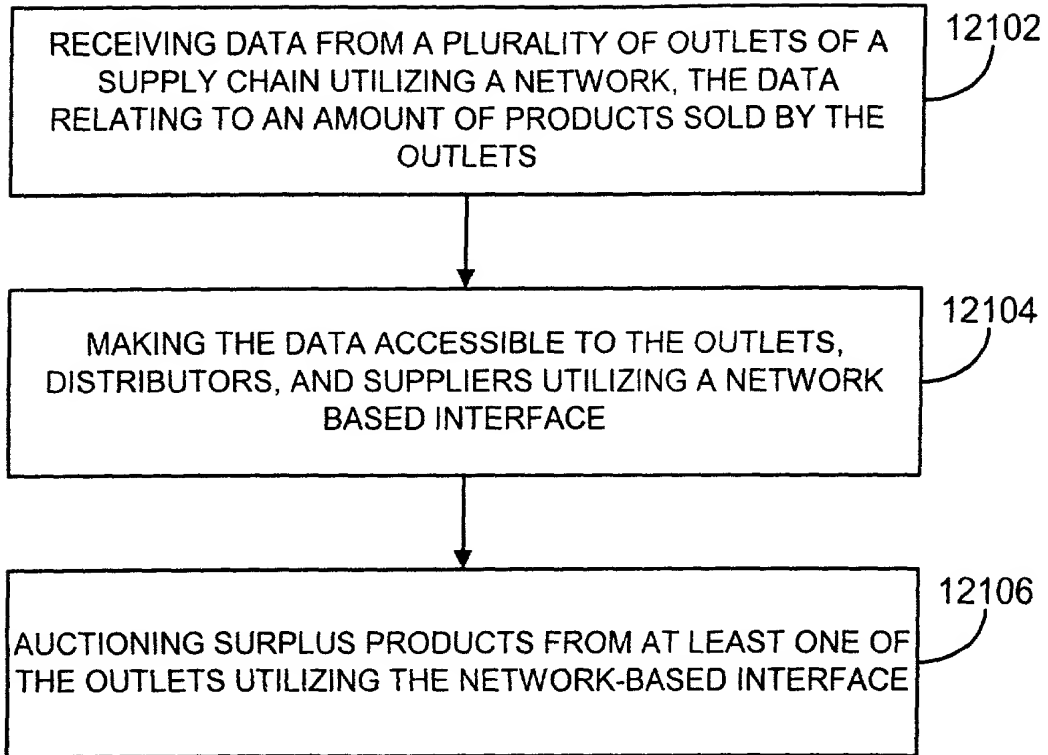 RECEIVING DATA FROM A PLURALITY OF OUTLETS OF A
SUPPLY CHAIN UTILIZING A NETWORK, THE DATA
RELATING TO AN AMOUNT OF PRODUCTS SOLD BY THE
OUTLETS
12102
MAKING THE DATA ACCESSIBLE TO THE OUTLETS,
DISTRIBUTORS, AND SUPPLIERS UTILIZING A NETWORK
BASED INTERFACE
12104
AUCTIONING SURPLUS PRODUCTS FROM AT LEAST ONE OF
THE OUTLETS UTILIZING THE NETWORK-BASED INTERFACE
12106